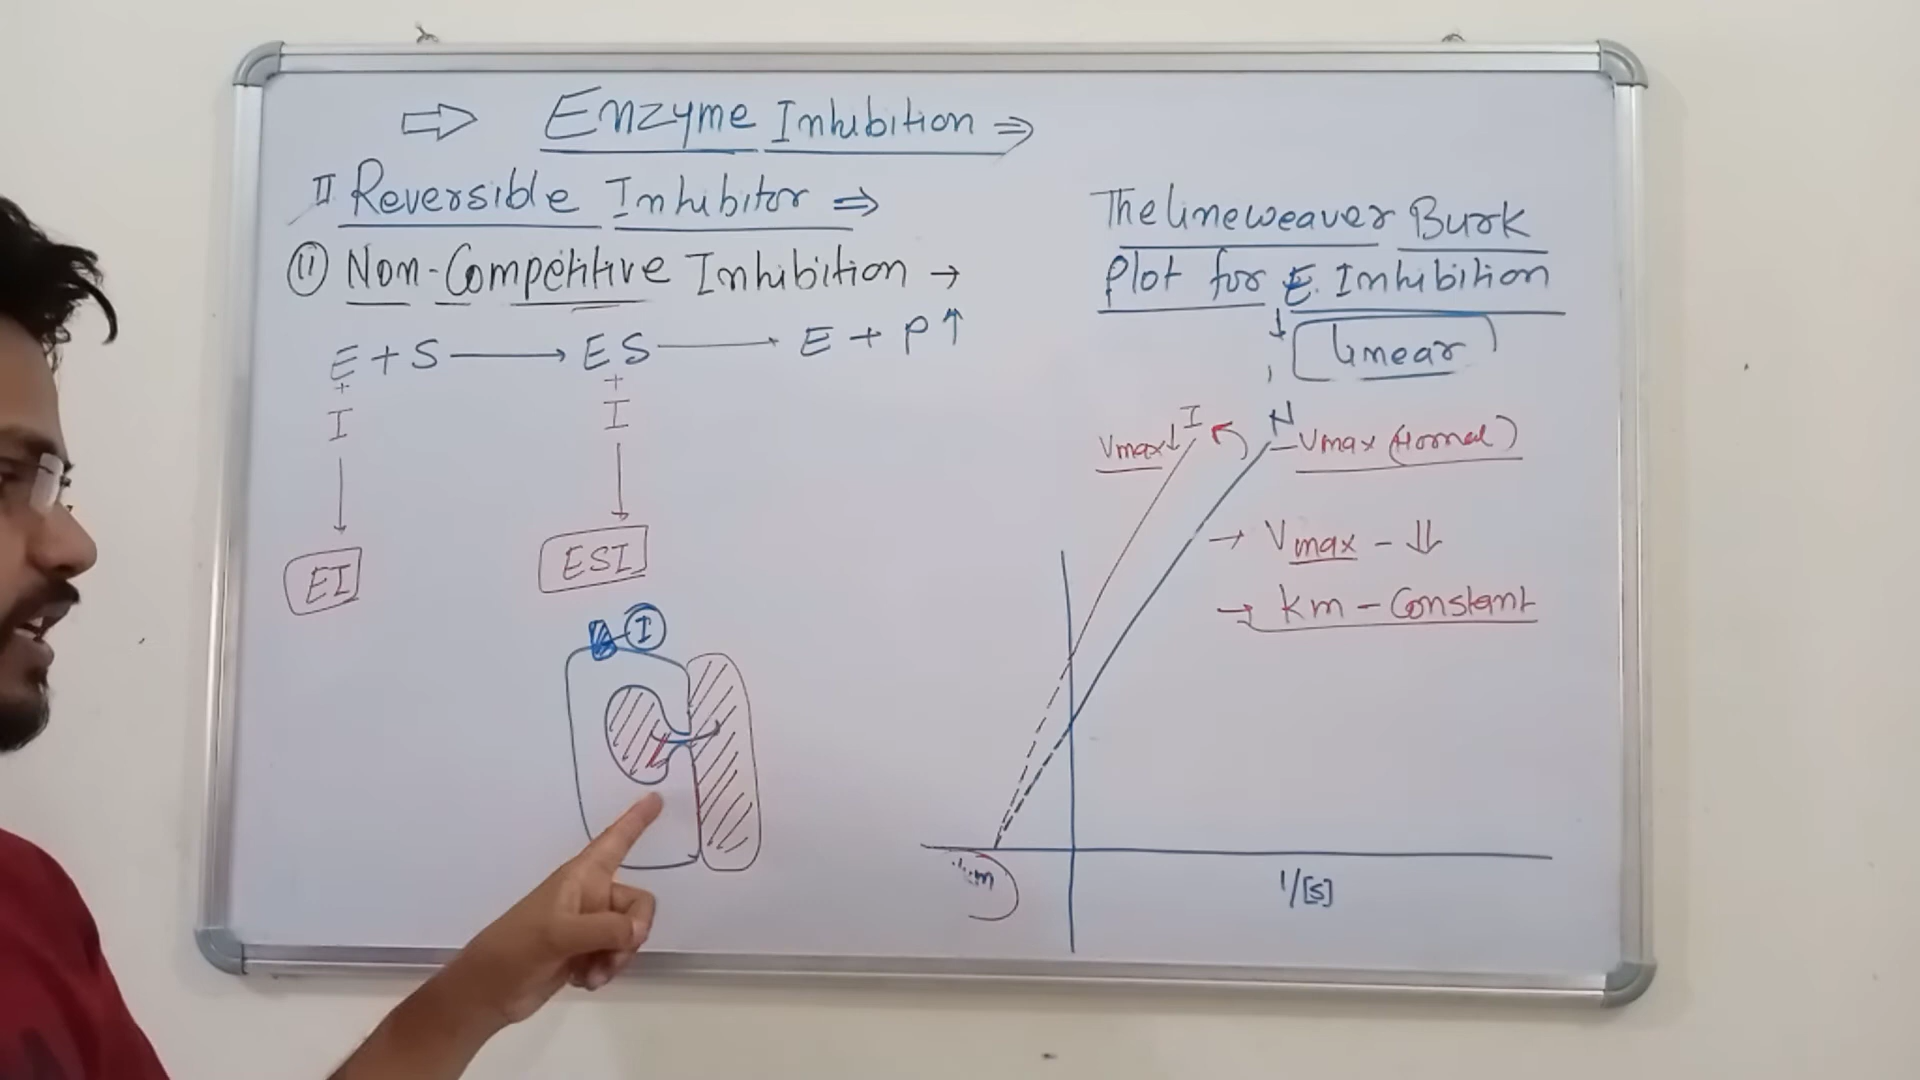 ⇨ Enzyme Inhibition ⇒
II Reversible Inhibitor ⇒
(ii) Non-Competitive Inhibition →
E + S → ES → E + P↑
+ +
I I
↓ ↓
EI ESI
I
The lineweaver Burk
Plot for E. Inhibition
↓ linear
Vmax↓ I N Vmax (Normal)
→ Vmax - ⇓
→ Km - Constant
1/[S]